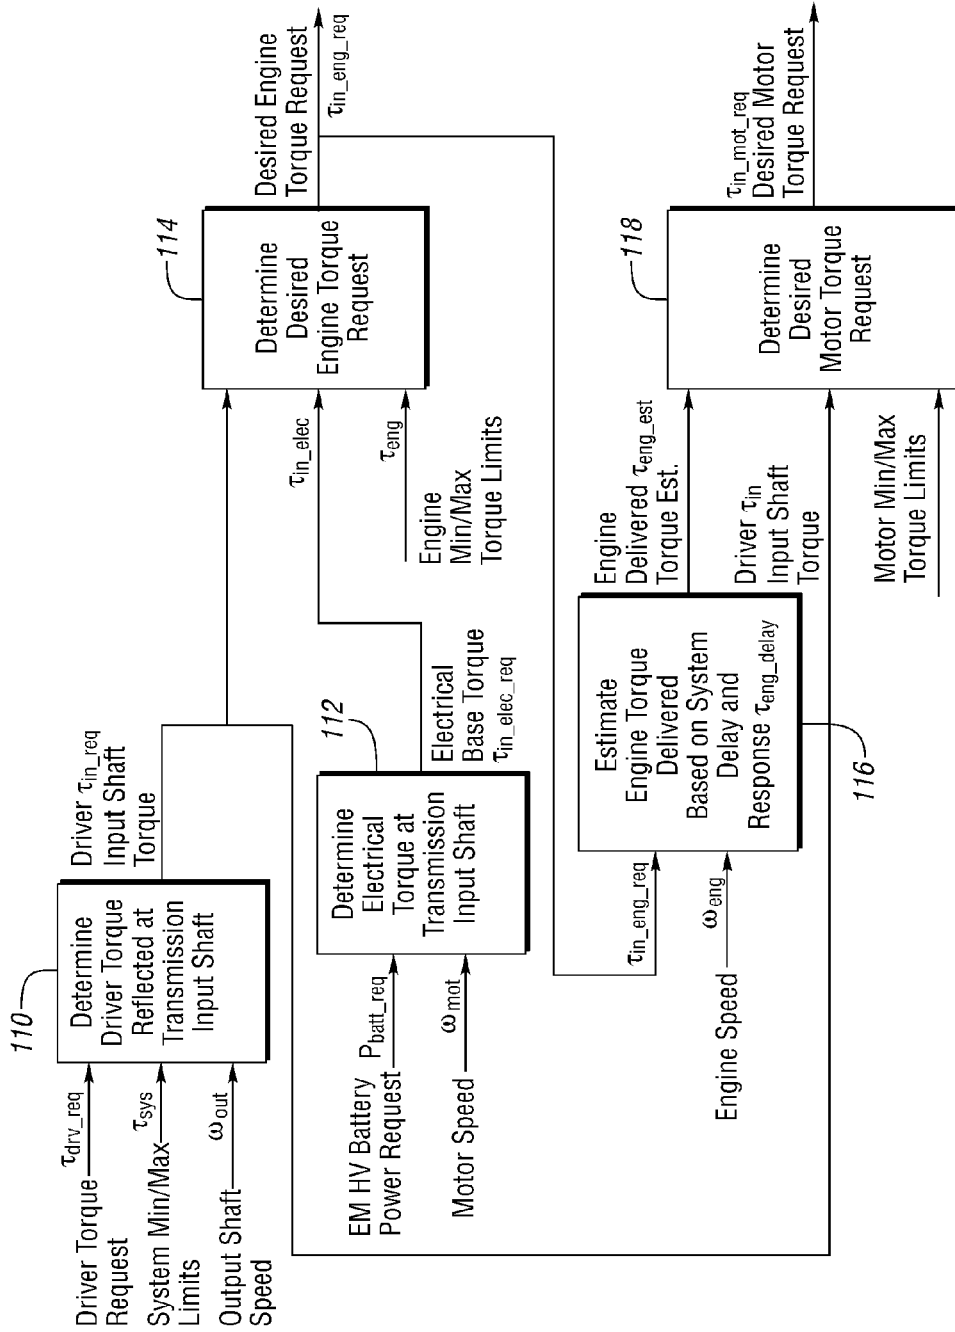 110
Driver Torque
Request
τdrv_req
System Min/Max
Limits
τsys
Output Shaft
Speed
ωout
Determine
Driver Torque
Reflected at
Transmission
Input Shaft
Driver τin_req
Input Shaft
Torque
112
EM HV Battery
Power Request
Pbatt_req
Motor Speed
ωmot
Determine
Electrical
Torque at
Transmission
Input Shaft
Electrical
Base Torque
τin_elec_req
114
τin_elec
τeng
Engine
Min/Max
Torque Limits
Determine
Desired
Engine Torque
Request
Desired Engine
Torque Request
τin_eng_req
116
τin_eng_req
ωeng
Engine Speed
Estimate
Engine Torque
Delivered
Based on System
Delay and
Response τeng_delay
Engine
Delivered τeng_est
Torque Est.
Driver τin
Input Shaft
Torque
Motor Min/Max
Torque Limits
118
Determine
Desired
Motor Torque
Request
τin_mot_req
Desired Motor
Torque Request